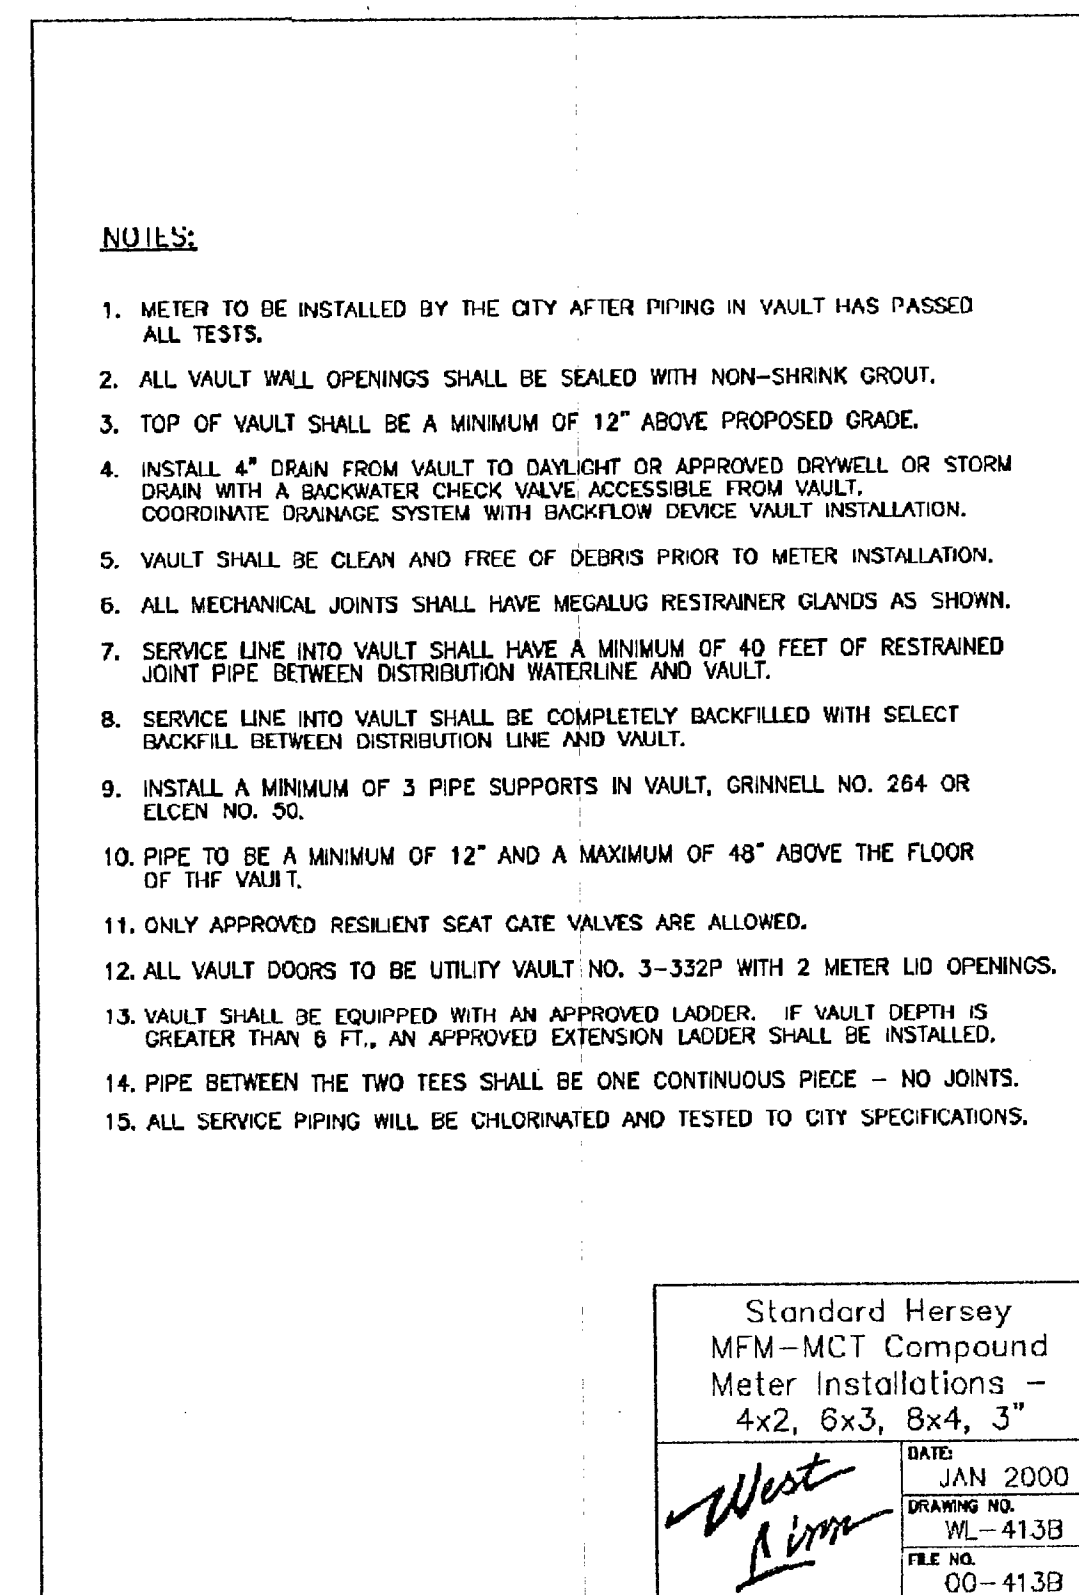 NOTES:
1. METER TO BE INSTALLED BY THE CITY AFTER PIPING IN VAULT HAS PASSED
ALL TESTS.
2. ALL VAULT WALL OPENINGS SHALL BE SEALED WITH NON-SHRINK GROUT.
3. TOP OF VAULT SHALL BE A MINIMUM OF 12" ABOVE PROPOSED GRADE.
4. INSTALL 4" DRAIN FROM VAULT TO DAYLIGHT OR APPROVED DRYWELL OR STORM
DRAIN WITH A BACKWATER CHECK VALVE ACCESSIBLE FROM VAULT.
COORDINATE DRAINAGE SYSTEM WITH BACKFLOW DEVICE VAULT INSTALLATION.
5. VAULT SHALL BE CLEAN AND FREE OF DEBRIS PRIOR TO METER INSTALLATION.
6. ALL MECHANICAL JOINTS SHALL HAVE MEGALUG RESTRAINER GLANDS AS SHOWN.
7. SERVICE LINE INTO VAULT SHALL HAVE A MINIMUM OF 40 FEET OF RESTRAINED
JOINT PIPE BETWEEN DISTRIBUTION WATERLINE AND VAULT.
8. SERVICE LINE INTO VAULT SHALL BE COMPLETELY BACKFILLED WITH SELECT
BACKFILL BETWEEN DISTRIBUTION LINE AND VAULT.
9. INSTALL A MINIMUM OF 3 PIPE SUPPORTS IN VAULT, GRINNELL NO. 264 OR
ELCEN NO. 50.
10. PIPE TO BE A MINIMUM OF 12" AND A MAXIMUM OF 48" ABOVE THE FLOOR
OF THE VAULT.
11. ONLY APPROVED RESILIENT SEAT GATE VALVES ARE ALLOWED.
12. ALL VAULT DOORS TO BE UTILITY VAULT NO. 3-332P WITH 2 METER LID OPENINGS.
13. VAULT SHALL BE EQUIPPED WITH AN APPROVED LADDER. IF VAULT DEPTH IS
GREATER THAN 6 FT., AN APPROVED EXTENSION LADDER SHALL BE INSTALLED.
14. PIPE BETWEEN THE TWO TEES SHALL BE ONE CONTINUOUS PIECE - NO JOINTS.
15. ALL SERVICE PIPING WILL BE CHLORINATED AND TESTED TO CITY SPECIFICATIONS.
Standard Hersey
MFM-MCT Compound
Meter Installations -
4x2, 6x3, 8x4, 3"
West
Linn
DATE:
JAN 2000
DRAWING NO.
WL-413B
FILE NO.
00-413B